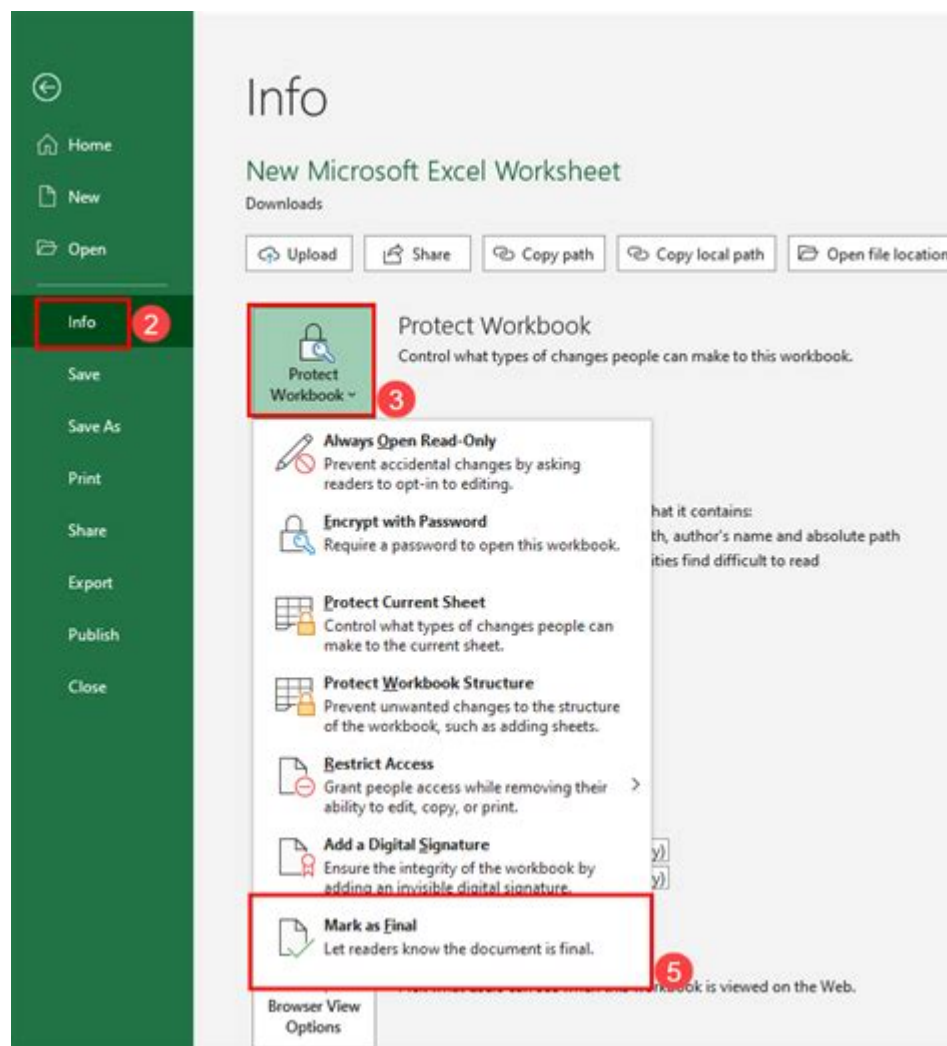 Info
Home
New Microsoft Excel Worksheet
New
Downloads
Open
Upload
Share
Copy path
Copy local path
Open file location
Info
2
Protect Workbook
Control what types of changes people can make to this workbook.
Protect
Workbook
3
Save
Save As
Print
Share
Export
Publish
Close
Always Open Read-Only
Prevent accidental changes by asking
readers to opt-in to editing.
Encrypt with Password
Require a password to open this workbook.
hat it contains:
th, author's name and absolute path
ities find difficult to read
Protect Current Sheet
Control what types of changes people can
make to the current sheet.
Protect Workbook Structure
Prevent unwanted changes to the structure
of the workbook, such as adding sheets.
Restrict Access
Grant people access while removing their
ability to edit, copy, or print.
Add a Digital Signature
Ensure the integrity of the workbook by
adding an invisible digital signature.
y)
y)
Mark as Final
Let readers know the document is final.
5
book is viewed on the Web.
Browser View
Options